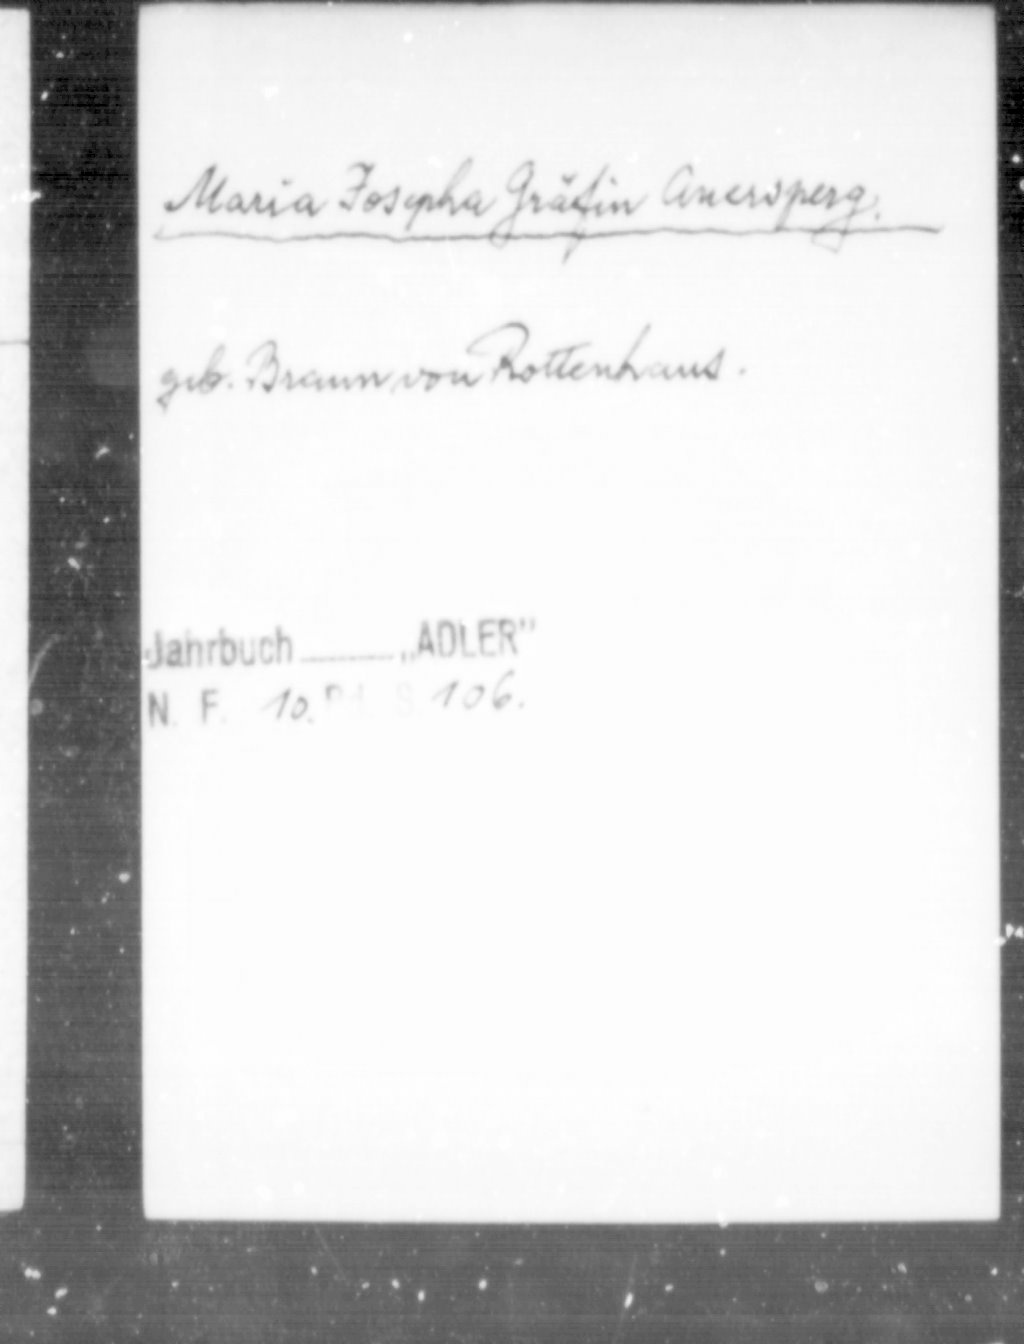 Maria Josepha Gräfin Auersperg.
geb. Braun von Rottenhaus.
Jahrbuch „ADLER"
N. F. 10. Bd. S. 106.